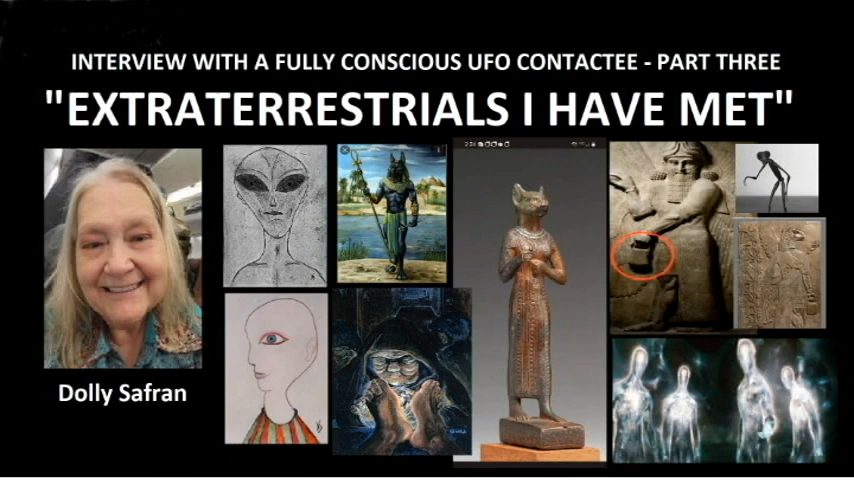 INTERVIEW WITH A FULLY CONSCIOUS UFO CONTACTEE - PART THREE
"EXTRATERRESTRIALS I HAVE MET"
Dolly Safran